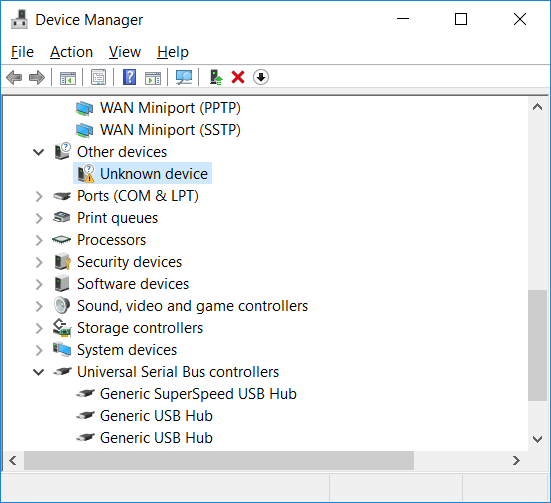 Device Manager
File Action View Help
WAN Miniport (PPTP)
WAN Miniport (SSTP)
Other devices
Unknown device
Ports (COM & LPT)
Print queues
Processors
Security devices
Software devices
Sound, video and game controllers
Storage controllers
System devices
Universal Serial Bus controllers
Generic SuperSpeed USB Hub
Generic USB Hub
Generic USB Hub